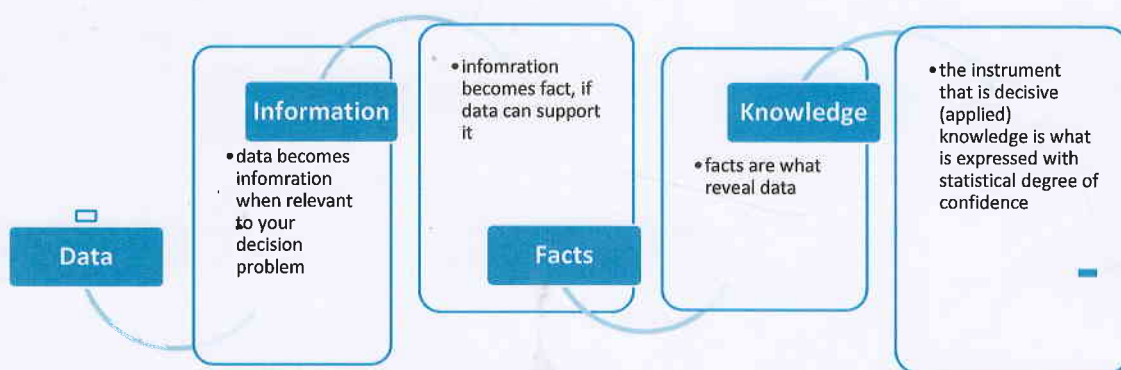 Data
Information
• data becomes
infomration
when relevant
to your
decision
problem
• infomration
becomes fact, if
data can support
it
Facts
Knowledge
• facts are what
reveal data
• the instrument
that is decisive
(applied)
knowledge is what
is expressed with
statistical degree of
confidence